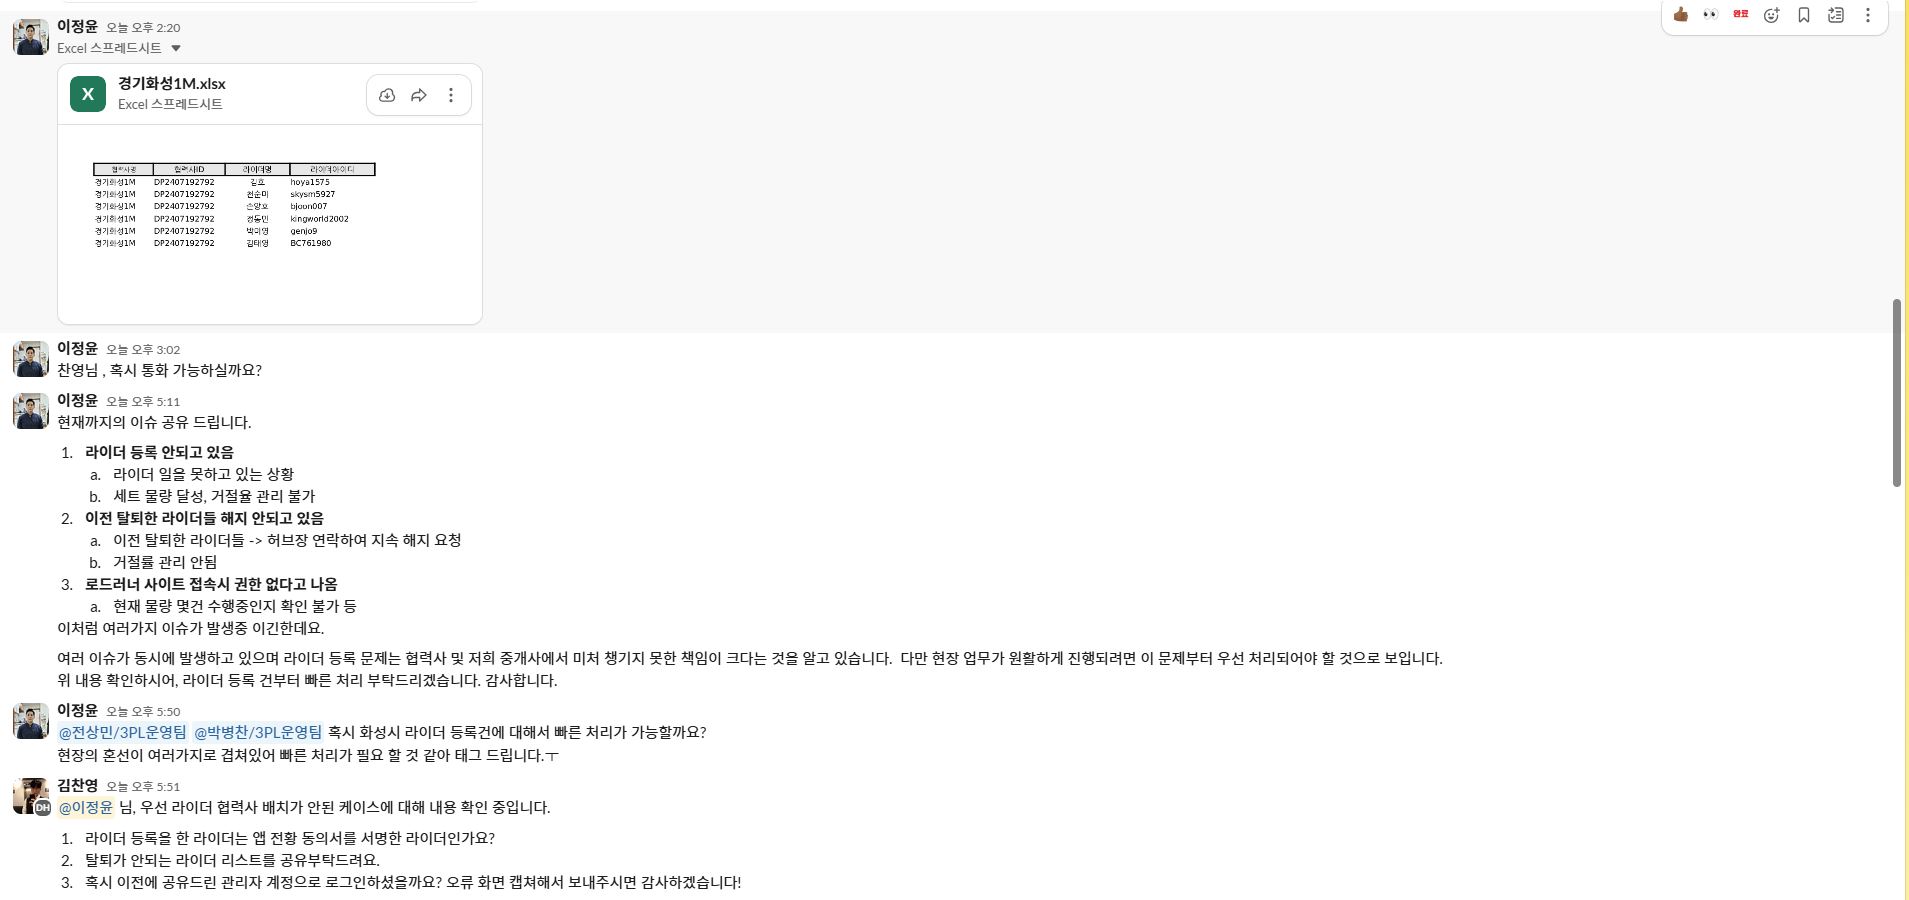 이정윤 오늘 오후 2:20
완료
Excel 스프레드시트
X
경기화성1M.xlsx
Excel 스프레드시트
협력사명 협력사ID 라이더명 라이더아이디
경기화성1M DP2407192792 김호 hoya1575
경기화성1M DP2407192792 천순미 skysm5927
경기화성1M DP2407192792 손양호 bjoon007
경기화성1M DP2407192792 정동민 kingworld2002
경기화성1M DP2407192792 박미영 genjo9
경기화성1M DP2407192792 김태영 BC761980
이정윤 오늘 오후 3:02
찬영님 , 혹시 통화 가능하실까요?
이정윤 오늘 오후 5:11
현재까지의 이슈 공유 드립니다.
1. 라이더 등록 안되고 있음
a. 라이더 일을 못하고 있는 상황
b. 세트 물량 달성, 거절율 관리 불가
2. 이전 탈퇴한 라이더들 해지 안되고 있음
a. 이전 탈퇴한 라이더들 -> 허브장 연락하여 지속 해지 요청
b. 거절률 관리 안됨
3. 로드러너 사이트 접속시 권한 없다고 나옴
a. 현재 물량 몇건 수행중인지 확인 불가 등
이처럼 여러가지 이슈가 발생중 이긴한데요.
여러 이슈가 동시에 발생하고 있으며 라이더 등록 문제는 협력사 및 저희 중개사에서 미처 챙기지 못한 책임이 크다는 것을 알고 있습니다. 다만 현장 업무가 원활하게 진행되려면 이 문제부터 우선 처리되어야 할 것으로 보입니다.
위 내용 확인하시어, 라이더 등록 건부터 빠른 처리 부탁드리겠습니다. 감사합니다.
이정윤 오늘 오후 5:50
@전상민/3PL운영팀 @박병찬/3PL운영팀 혹시 화성시 라이더 등록건에 대해서 빠른 처리가 가능할까요?
현장의 혼선이 여러가지로 겹쳐있어 빠른 처리가 필요 할 것 같아 태그 드립니다.ㅜ
김찬영 오늘 오후 5:51
DH
@이정윤 님, 우선 라이더 협력사 배치가 안된 케이스에 대해 내용 확인 중입니다.
1. 라이더 등록을 한 라이더는 앱 전황 동의서를 서명한 라이더인가요?
2. 탈퇴가 안되는 라이더 리스트를 공유부탁드려요.
3. 혹시 이전에 공유드린 관리자 계정으로 로그인하셨을까요? 오류 화면 캡쳐해서 보내주시면 감사하겠습니다!